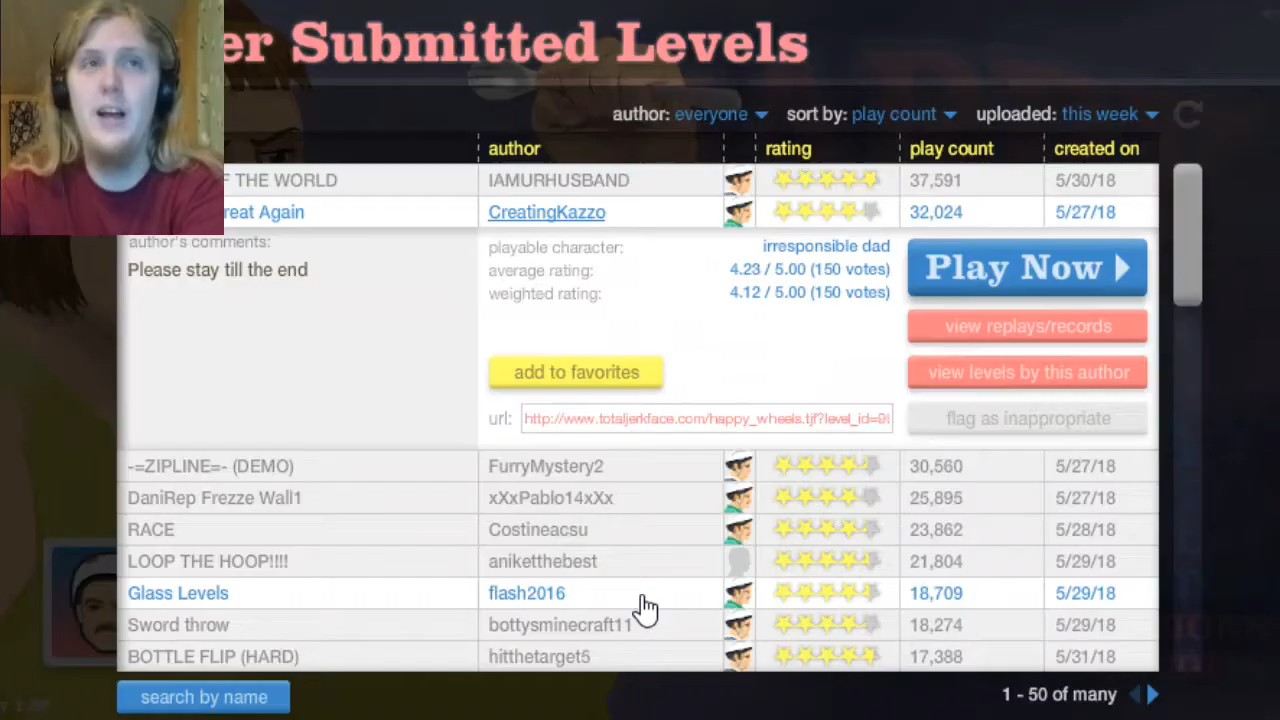 er Submitted Levels
author: everyone sort by: play count uploaded: this week
author rating play count created on
F THE WORLD IAMURHUSBAND 37,591 5/30/18
reat Again CreatingKazzo 32,024 5/27/18
author's comments:
Please stay till the end
playable character: irresponsible dad
average rating: 4.23 / 5.00 (150 votes)
weighted rating: 4.12 / 5.00 (150 votes)
Play Now
view replays/records
add to favorites
view levels by this author
url: http://www.totaljerkface.com/happy_wheels.tjf?level_id=9
flag as inappropriate
-=ZIPLINE=- (DEMO) FurryMystery2 30,560 5/27/18
DaniRep Frezze Wall1 xXxPablo14xXx 25,895 5/27/18
RACE Costineacsu 23,862 5/28/18
LOOP THE HOOP!!!! aniketthebest 21,804 5/29/18
Glass Levels flash2016 18,709 5/29/18
Sword throw bottysminecraft11 18,274 5/29/18
BOTTLE FLIP (HARD) hitthetarget5 17,388 5/31/18
search by name
1 - 50 of many